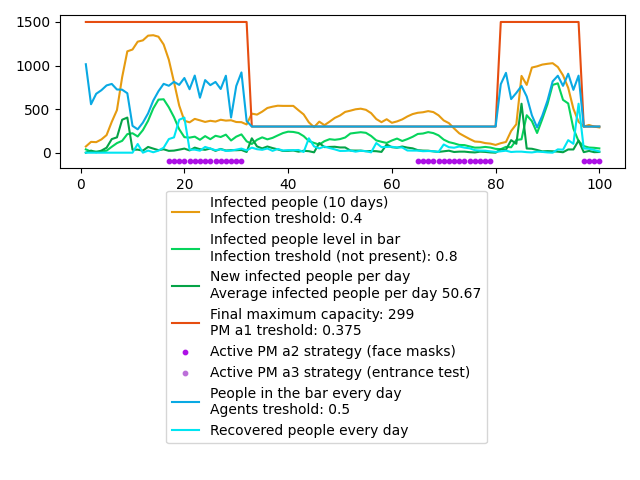 1500
1000
500
0
0
20
40
60
80
100
Infected people (10 days)
Infection treshold: 0.4
Infected people level in bar
Infection treshold (not present): 0.8
New infected people per day
Average infected people per day 50.67
Final maximum capacity: 299
PM a1 treshold: 0.375
Active PM a2 strategy (face masks)
Active PM a3 strategy (entrance test)
People in the bar every day
Agents treshold: 0.5
Recovered people every day